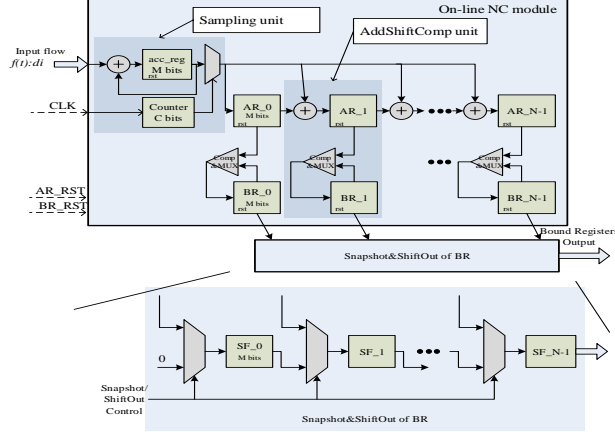 On-line NC module
Sampling unit
AddShiftComp unit
Input flow
f(t):di
acc_reg
M bits
rst
CLK
Counter
C bits
AR_0
M bits
rst
AR_1
rst
AR_N-1
rst
Comp
&MUX
Comp
&MUX
Comp
&MUX
AR_RST
BR_RST
BR_0
M bits
rst
BR_1
rst
BR_N-1
rst
Bound Registers
Output
Snapshot&ShiftOut of BR
0
SF_0
M bits
SF_1
SF_N-1
Snapshot/
ShiftOut
Control
Snapshot&ShiftOut of BR